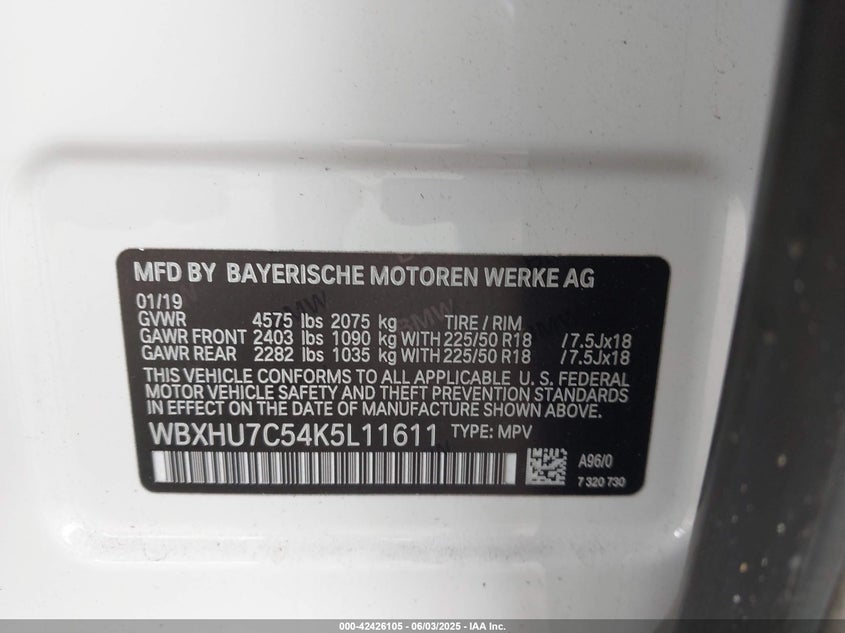 MFD BY BAYERISCHE MOTOREN WERKE AG
01/19
GVWR 4575 lbs 2075 kg TIRE / RIM
GAWR FRONT 2403 lbs 1090 kg WITH 225/50 R18 /7.5Jx18
GAWR REAR 2282 lbs 1035 kg WITH 225/50 R18 /7.5Jx18
THIS VEHICLE CONFORMS TO ALL APPLICABLE U. S. FEDERAL
MOTOR VEHICLE SAFETY AND THEFT PREVENTION STANDARDS
IN EFFECT ON THE DATE OF MANUFACTURE SHOWN ABOVE.
WBXHU7C54K5L11611 TYPE: MPV
A96/0
7 320 730
000-42426105 - 06/03/2025 - IAA Inc.